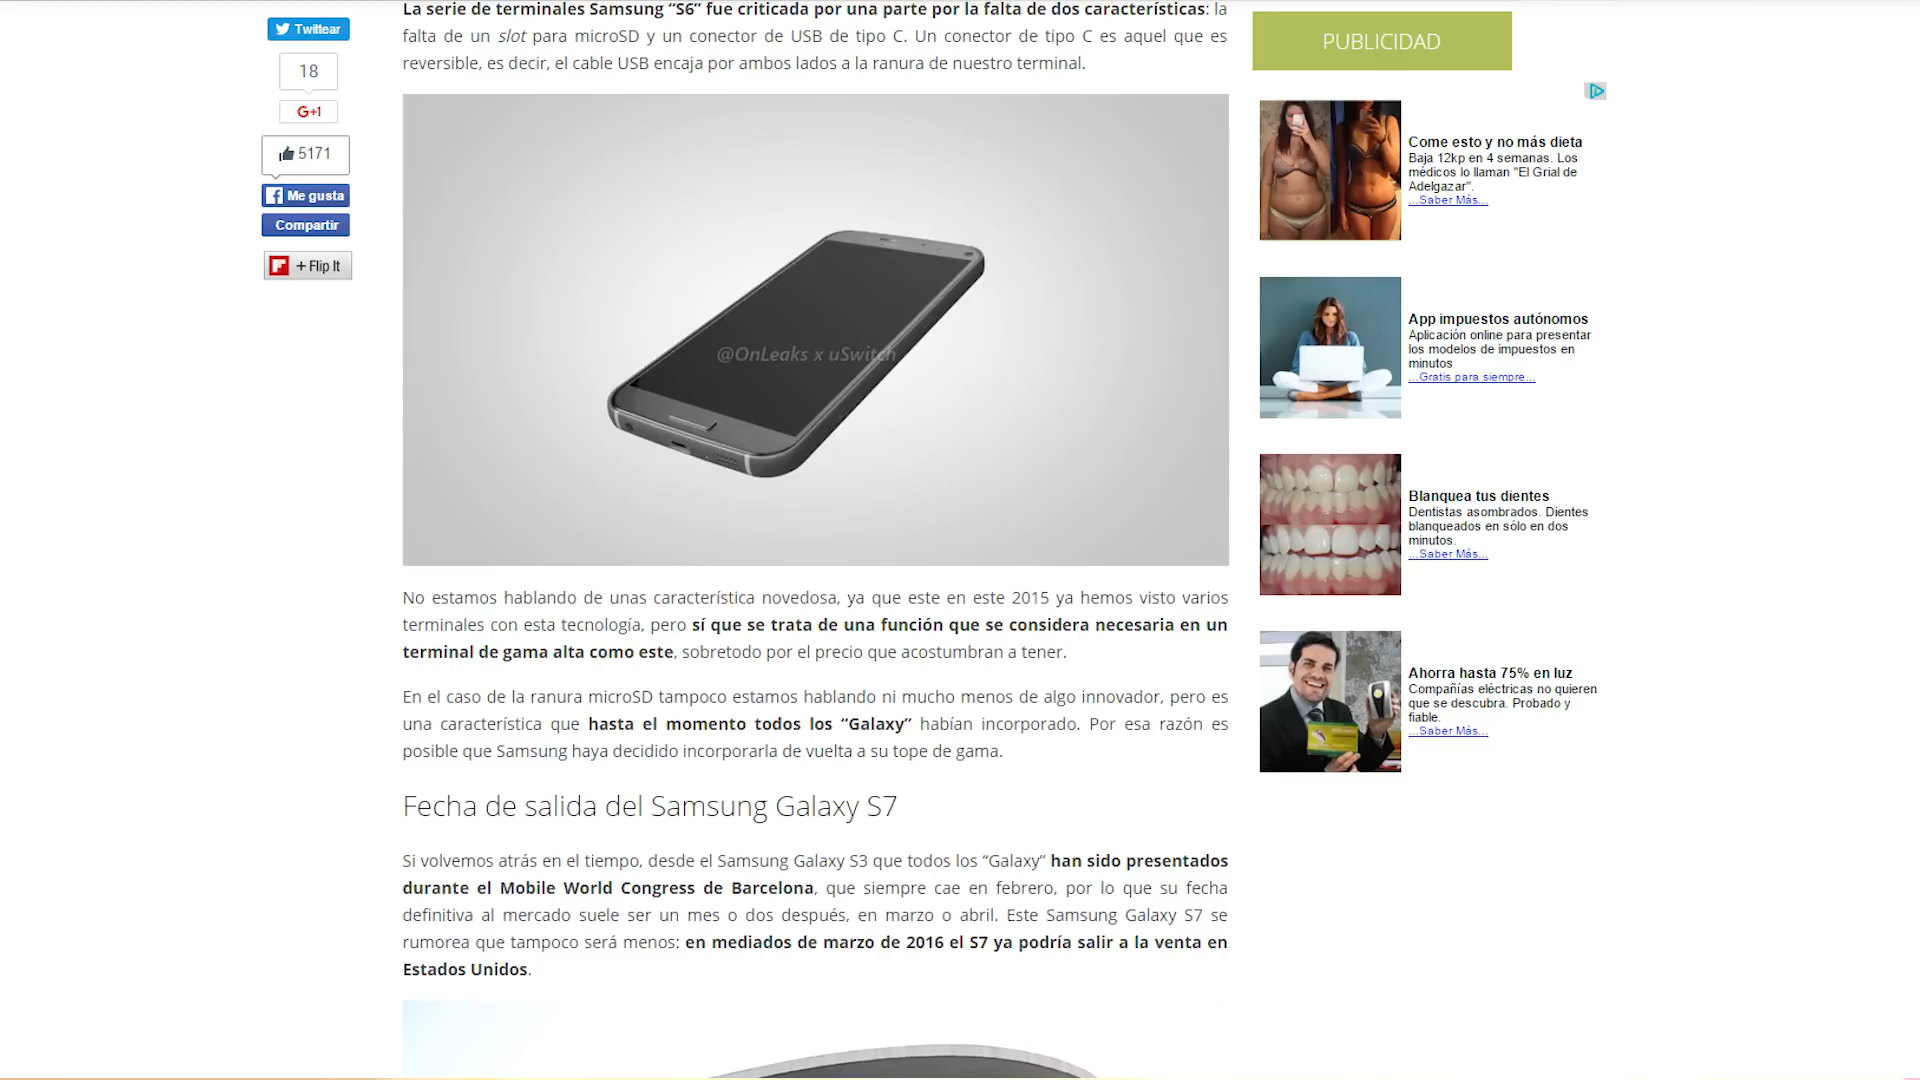 Twittear
18
G+1
5171
Me gusta
Compartir
+ Flip It
La serie de terminales Samsung “S6” fue criticada por una parte por la falta de dos características: la
falta de un slot para microSD y un conector de USB de tipo C. Un conector de tipo C es aquel que es
reversible, es decir, el cable USB encaja por ambos lados a la ranura de nuestro terminal.
@OnLeaks x uSwitch
No estamos hablando de unas característica novedosa, ya que este en este 2015 ya hemos visto varios
terminales con esta tecnología, pero sí que se trata de una función que se considera necesaria en un
terminal de gama alta como este, sobretodo por el precio que acostumbran a tener.
En el caso de la ranura microSD tampoco estamos hablando ni mucho menos de algo innovador, pero es
una característica que hasta el momento todos los “Galaxy” habían incorporado. Por esa razón es
posible que Samsung haya decidido incorporarla de vuelta a su tope de gama.
Fecha de salida del Samsung Galaxy S7
Si volvemos atrás en el tiempo, desde el Samsung Galaxy S3 que todos los “Galaxy” han sido presentados
durante el Mobile World Congress de Barcelona, que siempre cae en febrero, por lo que su fecha
definitiva al mercado suele ser un mes o dos después, en marzo o abril. Este Samsung Galaxy S7 se
rumorea que tampoco será menos: en mediados de marzo de 2016 el S7 ya podría salir a la venta en
Estados Unidos.
PUBLICIDAD
Come esto y no más dieta
Baja 12kp en 4 semanas. Los
médicos lo llaman "El Grial de
Adelgazar".
...Saber Más...
App impuestos autónomos
Aplicación online para presentar
los modelos de impuestos en
minutos
...Gratis para siempre...
Blanquea tus dientes
Dentistas asombrados. Dientes
blanqueados en sólo en dos
minutos.
...Saber Más...
Ahorra hasta 75% en luz
Compañías eléctricas no quieren
que se descubra. Probado y
fiable.
...Saber Más...